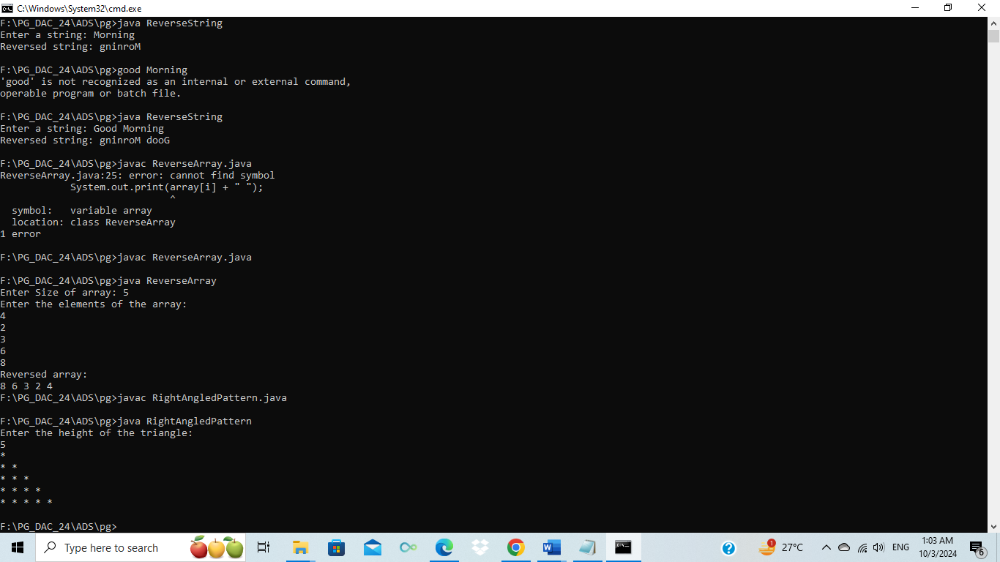 C:\Windows\System32\cmd.exe
F:\PG_DAC_24\ADS\pg>java ReverseString
Enter a string: Morning
Reversed string: gninroM
F:\PG_DAC_24\ADS\pg>good Morning
'good' is not recognized as an internal or external command,
operable program or batch file.
F:\PG_DAC_24\ADS\pg>java ReverseString
Enter a string: Good Morning
Reversed string: gninroM dooG
F:\PG_DAC_24\ADS\pg>javac ReverseArray.java
ReverseArray.java:25: error: cannot find symbol
            System.out.print(array[i] + " ");
                             ^
  symbol:   variable array
  location: class ReverseArray
1 error
F:\PG_DAC_24\ADS\pg>javac ReverseArray.java
F:\PG_DAC_24\ADS\pg>java ReverseArray
Enter Size of array: 5
Enter the elements of the array:
4
2
3
6
8
Reversed array:
8 6 3 2 4
F:\PG_DAC_24\ADS\pg>javac RightAngledPattern.java
F:\PG_DAC_24\ADS\pg>java RightAngledPattern
Enter the height of the triangle:
5
*
* *
* * *
* * * *
* * * * *
F:\PG_DAC_24\ADS\pg>
Type here to search
1
27°C
ENG
1:03 AM
10/3/2024
6